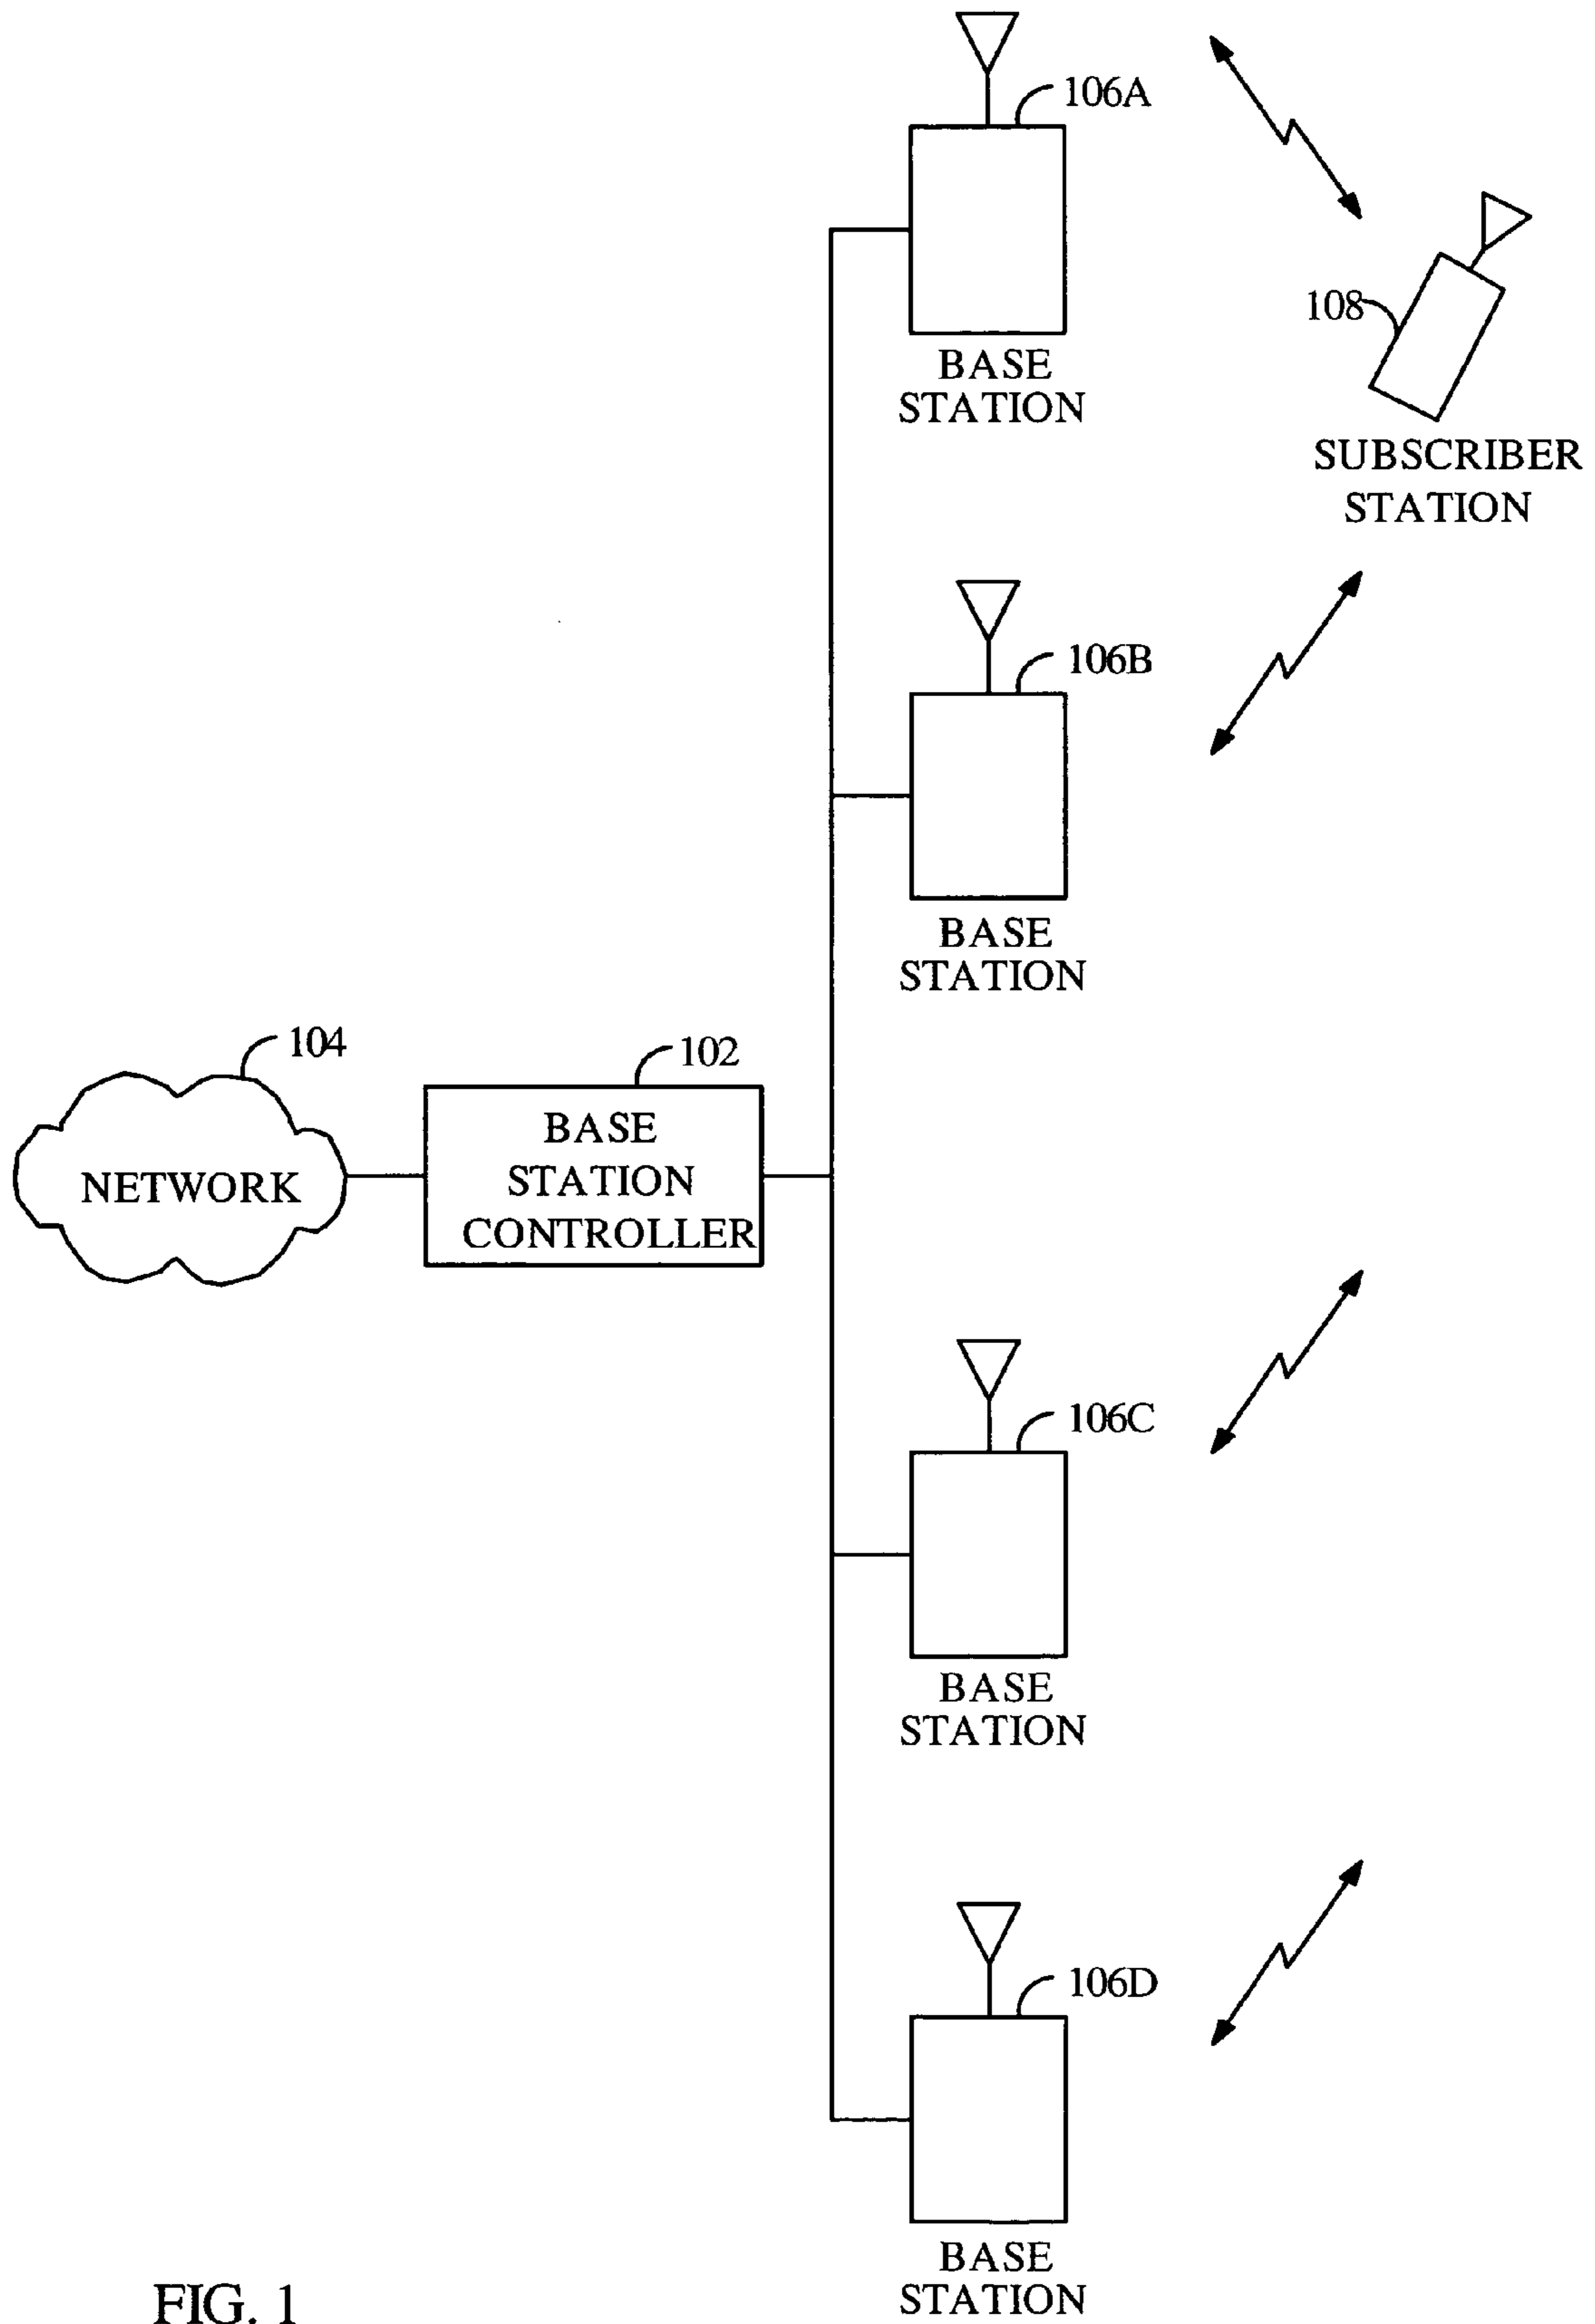 106A
108
BASE
STATION
SUBSCRIBER
STATION
106B
BASE
STATION
104
102
NETWORK
BASE
STATION
CONTROLLER
106C
BASE
STATION
106D
BASE
STATION
FIG. 1